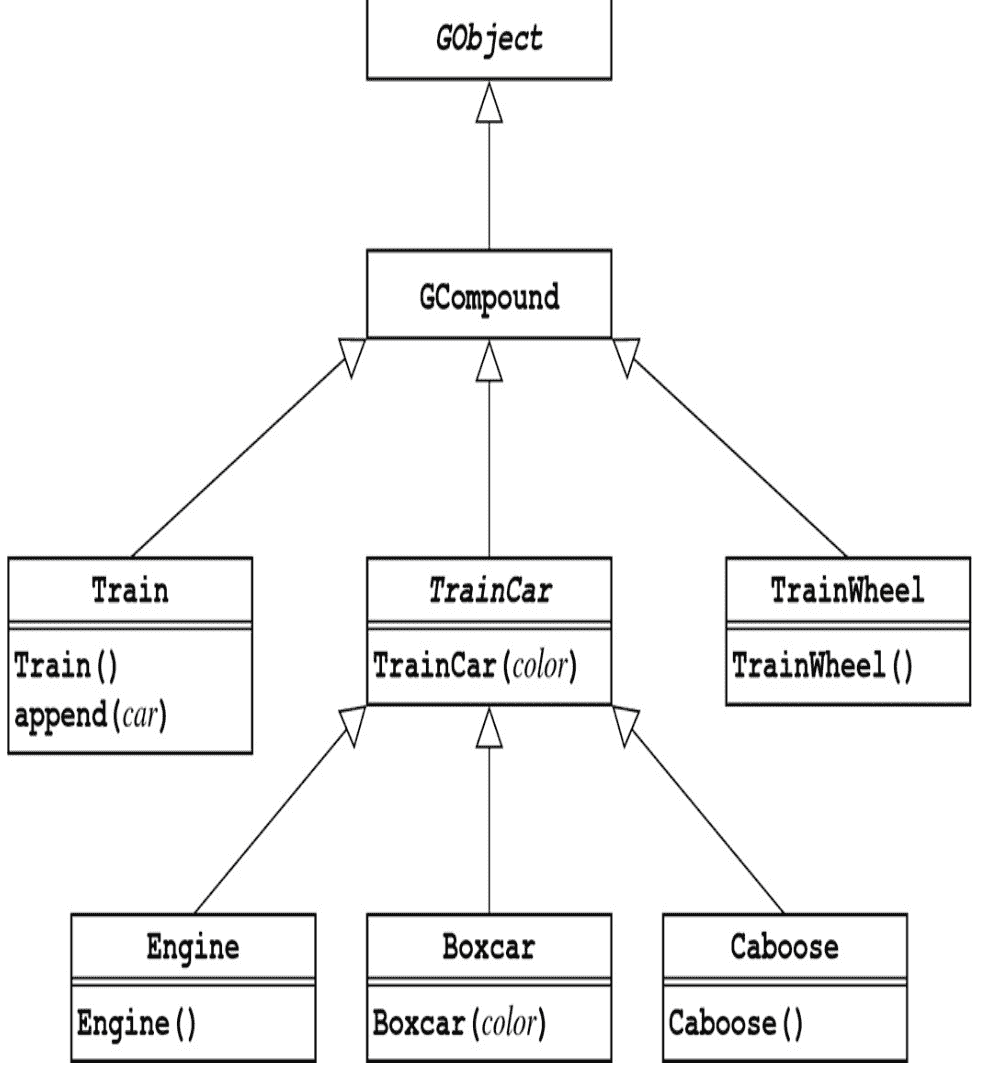 GObject
GCompound
Train
Train()
append(car)
TrainCar
TrainCar(color)
TrainWheel
TrainWheel()
Engine
Engine()
Boxcar
Boxcar(color)
Caboose
Caboose()